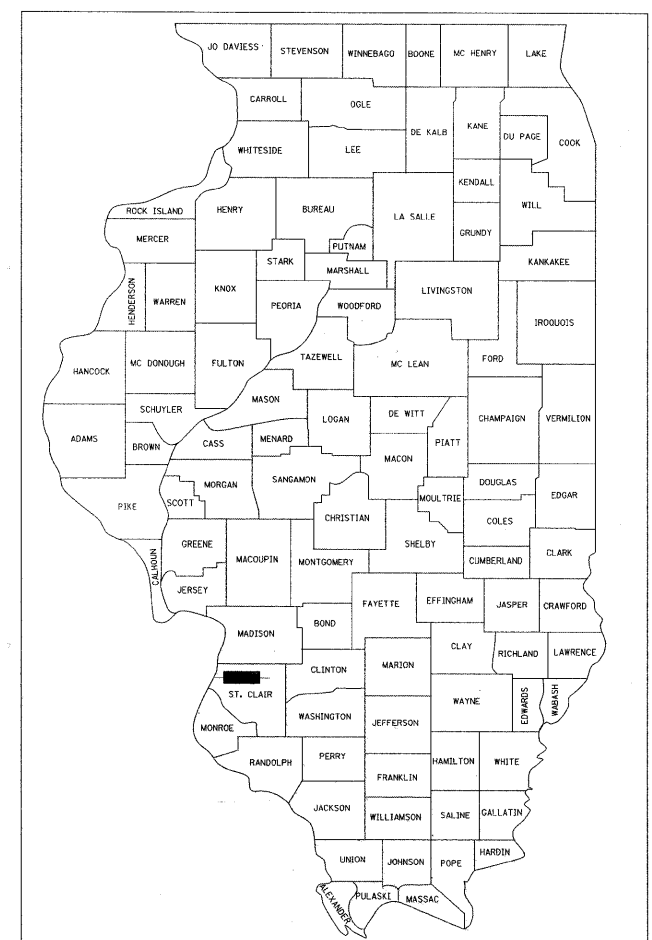 JO DAVIESS
STEVENSON
WINNEBAGO
BOONE
MC HENRY
LAKE
CARROLL
OGLE
DE KALB
KANE
DU PAGE
COOK
WHITESIDE
LEE
KENDALL
WILL
ROCK ISLAND
HENRY
BUREAU
LA SALLE
GRUNDY
MERCER
PUTNAM
STARK
MARSHALL
KANKAKEE
HENDERSON
WARREN
KNOX
PEORIA
WOODFORD
LIVINGSTON
IROQUOIS
HANCOCK
MC DONOUGH
FULTON
TAZEWELL
MC LEAN
FORD
MASON
SCHUYLER
LOGAN
DE WITT
CHAMPAIGN
VERMILION
ADAMS
BROWN
CASS
MENARD
MACON
PIATT
PIKE
SCOTT
MORGAN
SANGAMON
MOULTRIE
DOUGLAS
EDGAR
CHRISTIAN
COLES
CALHOUN
GREENE
MACOUPIN
MONTGOMERY
SHELBY
CUMBERLAND
CLARK
JERSEY
FAYETTE
EFFINGHAM
JASPER
CRAWFORD
MADISON
BOND
CLAY
RICHLAND
LAWRENCE
CLINTON
MARION
ST. CLAIR
WAYNE
EDWARDS
WABASH
MONROE
WASHINGTON
JEFFERSON
RANDOLPH
PERRY
FRANKLIN
HAMILTON
WHITE
JACKSON
WILLIAMSON
SALINE
GALLATIN
UNION
JOHNSON
POPE
HARDIN
ALEXANDER
PULASKI
MASSAC